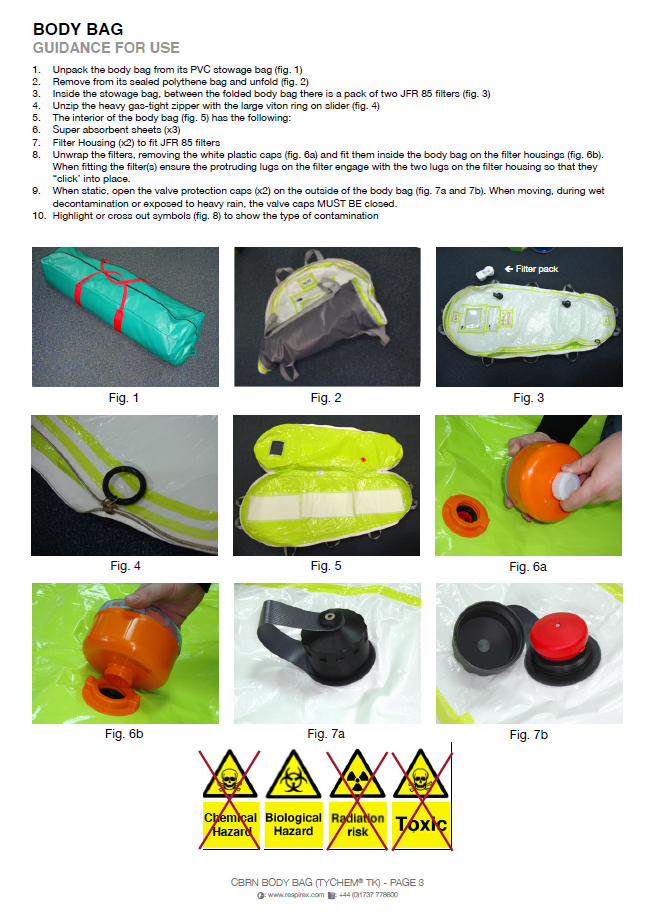 BODY BAG
GUIDANCE FOR USE
1. Unpack the body bag from its PVC stowage bag (fig. 1)
2. Remove from its sealed polythene bag and unfold (fig. 2)
3. Inside the stowage bag, between the folded body bag there is a pack of two JFR 85 filters (fig. 3)
4. Unzip the heavy gas-tight zipper with the large viton ring on slider (fig. 4)
5. The interior of the body bag (fig. 5) has the following:
6. Super absorbent sheets (x3)
7. Filter Housing (x2) to fit JFR 85 filters
8. Unwrap the filters, removing the white plastic caps (fig. 6a) and fit them inside the body bag on the filter housings (fig. 6b).
When fitting the filter(s) ensure the protruding lugs on the filter engage with the two lugs on the filter housing so that they
"click' into place.
9. When static, open the valve protection caps (x2) on the outside of the body bag (fig. 7a and 7b). When moving, during wet
decontamination or exposed to heavy rain, the valve caps MUST BE closed.
10. Highlight or cross out symbols (fig. 8) to show the type of contamination
← Filter pack
Fig. 1
Fig. 2
Fig. 3
Fig. 4
Fig. 5
Fig. 6a
Fig. 6b
Fig. 7a
Fig. 7b
Chemical
Hazard
Biological
Hazard
Radiation
risk
Toxic
CBRN BODY BAG (TYCHEM® TK) - PAGE 3
: www.respirex.com : +44 (0)1737 778600